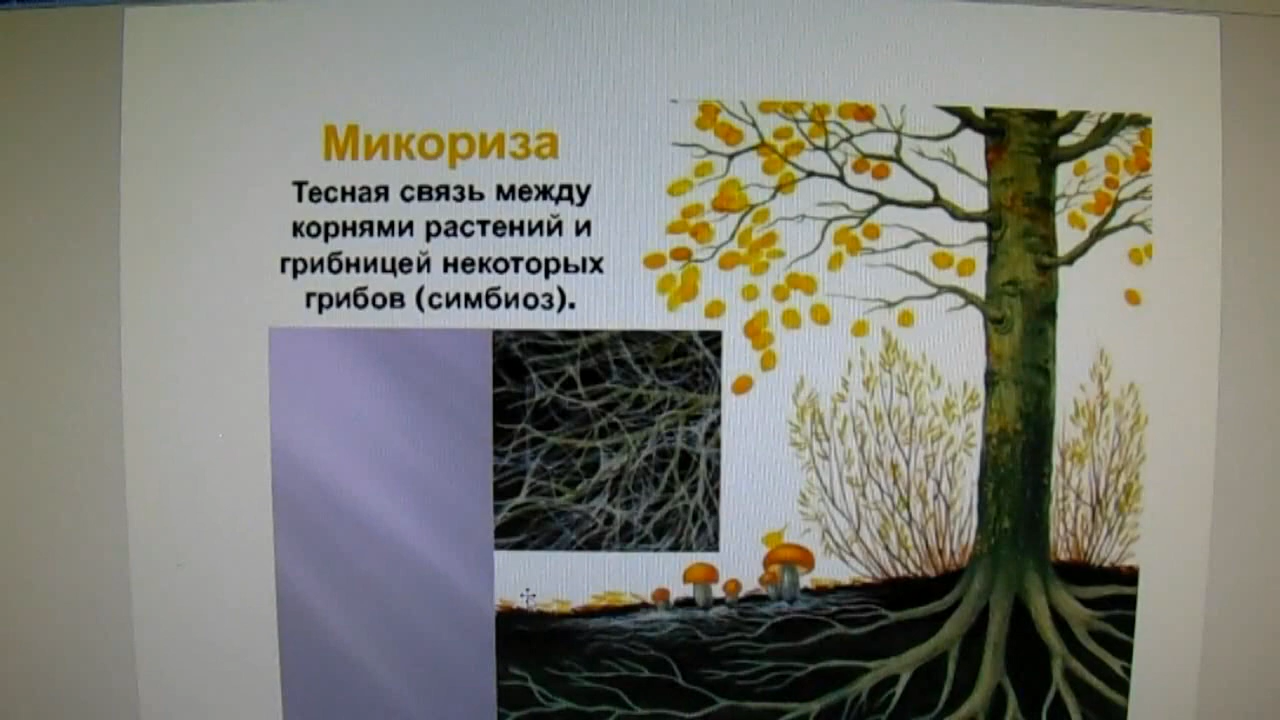 Микориза
Тесная связь между
корнями растений и
грибницей некоторых
грибов (симбиоз).